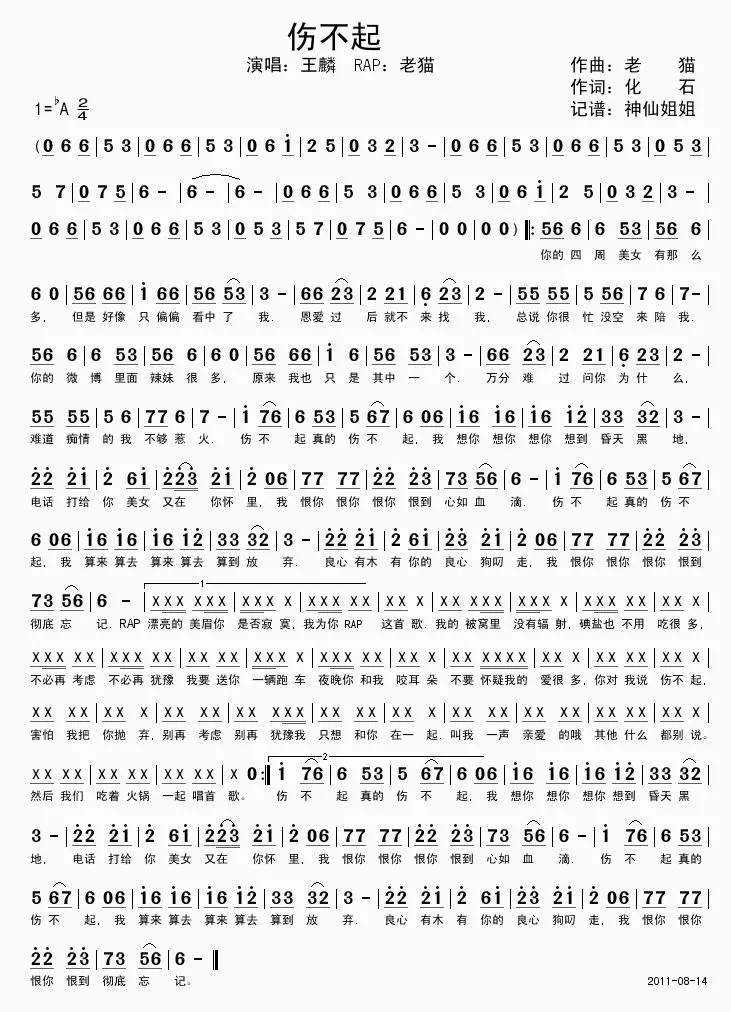 伤不起
演唱：王麟　RAP：老猫
作曲：老　猫
作词：化　石
记谱：神仙姐姐
1=♭A 2/4
(0 6 6|5 3|0 5 3|0 6 i|2 5|0 3 2|3 -|0 6 6|5 3|0 6 6|5 3|0 5 3|
5 7|0 7 5|6 -|6 -|6 -|0 6 6|5 3|0 6 6|5 3|0 6 i|2 5|0 3 2|3 -|
0 6 6|5 3|0 6 6|5 3|0 5 3|5 7|0 7 5|6 -|0 0|0 0)‖:56 6|6 53|56 6|
你的 四 周 美女 有那 么
6 0|56 66|i 66|56 53|3 -|66 23|2 21|6 23|2 -|55 55|5 56|7 6|7-|
多， 但是 好像 只 偏偏 看中 了 我. 恩爱 过 后 就不 来 找 我， 总说 你很 忙 没空 来 陪 我.
56 6|6 53|56 6|6 0|56 66|i 6|56 53|3 -|66 23|2 21|6 23|2 -|
你的 微 博 里面 辣妹 很 多， 原来 我也 只 是 其中 一 个. 万分 难 过 问你 为 什 么，
55 55|5 6|77 6|7 -|i 76|6 53|5 67|6 06|i6 i6|i6 i2|33 32|3 -|
难道 痴情 的 我 不够 惹 火. 伤 不 起 真的 伤 不 起， 我 想你 想你 想你 想到 昏天 黑 地，
22 2i|2 6i|223 2i|2 06|77 77|22 23|73 56|6 -|i 76|6 53|5 67|
电话 打给 你 美女 又在 你怀 里，我 恨你 恨你 恨你 恨到 心如 血 滴. 伤 不 起 真的 伤 不
6 06|i6 i6|i6 i2|33 32|3 -|22 2i|2 6i|23 2i|2 06|77 77|22 23|
起， 我 算来 算去 算来 算去 算到 放 弃. 良心 有木 有 你的 良心 狗叼 走，我 恨你 恨你 恨你 恨到
73 56|6 -|XXX XXX|XXX X|XXX XX|XX X|XXX XX|XXX X|XXX XX|XX X|
彻底 忘 记. RAP 漂亮的 美眉你 是否寂 寞，我为你 RAP 这首 歌.我的 被窝里 没有辐 射，碘盐也 不用 吃很 多，
XXX XX|XXX XX|XX XX|XXX X|XXX XX|XX X|XX XXXX|XX XXX|XX X|
不必再 考虑 不必再 犹豫 我要 送你 一辆跑 车 夜晚你 和我 咬耳 朵 不要 怀疑我的 爱很 多，你对 我说 伤不 起，
XX XX|XX X|XX XX|XX XXX|XX XX|XX X|XX XX|XX XX|XX XX|
害怕 我把 你抛 弃，别再 考虑 别再 犹豫我 只想 和你 在一 起.叫我 一声 亲爱 的哦 其他 什么 都别 说。
XX XX|XX XX|XX XX|X 0:‖i 76|6 53|5 67|6 06|i6 i6|i6 i2|33 32|
然后 我们 吃着 火锅 一起 唱首 歌。 伤 不 起 真的 伤 不 起， 我 想你 想你 想你 想到 昏天 黑
3 -|22 2i|2 6i|223 2i|2 06|77 77|22 23|73 56|6 -|i 76|6 53|
地， 电话 打给 你 美女 又在 你怀 里，我 恨你 恨你 恨你 恨到 心如 血 滴. 伤 不 起 真的
5 67|6 06|i6 i6|i6 i2|33 32|3 -|22 2i|2 6i|23 2i|2 06|77 77|
伤 不 起， 我 算来 算去 算来 算去 算到 放 弃. 良心 有木 有 你的 良心 狗叼 走，我 恨你 恨你
22 23|73 56|6 -‖
恨你 恨到 彻底 忘 记。
2011-08-14